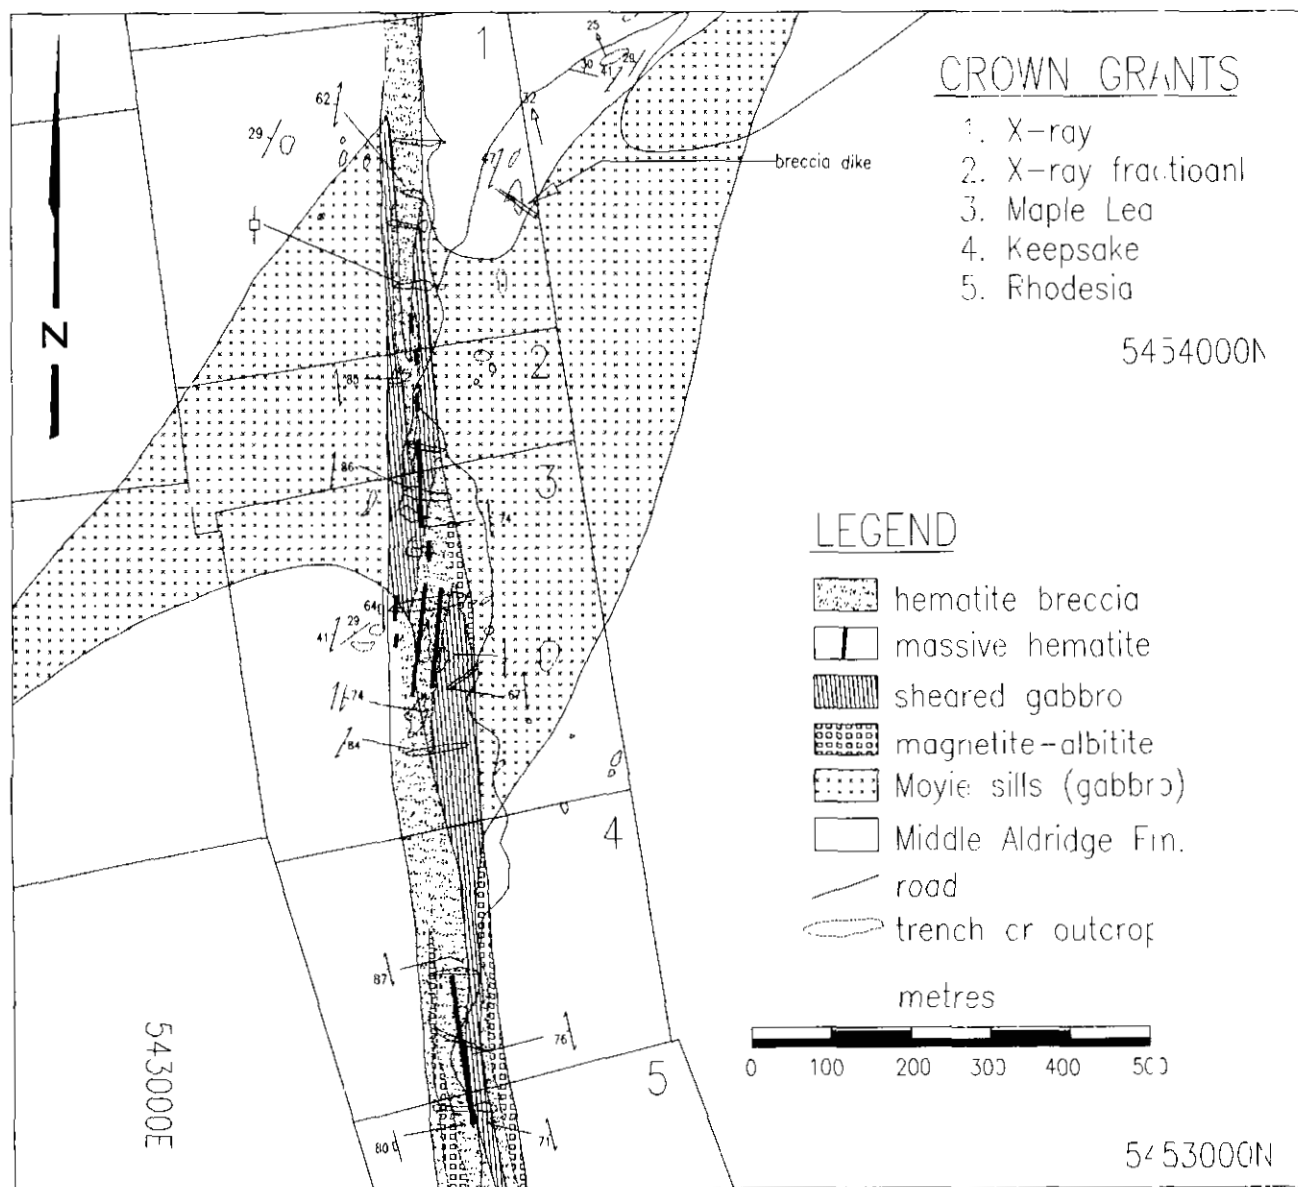 CROWN GRANTS
1. X-ray
2. X-ray fractioanl
3. Maple Lea
4. Keepsake
5. Rhodesia
5454000N
LEGEND
hematite breccia
massive hematite
sheared gabbro
magnetite-albitite
Moyie sills (gabbro)
Middle Aldridge Fm.
road
trench or outcrop
metres
0 100 200 300 400 500
5453000N
543000E
N
breccia dike
1
2
3
4
5
25
30
41
29
32
62
29
47
85
86
74
64
41
29
74
67
84
87
76
80
71